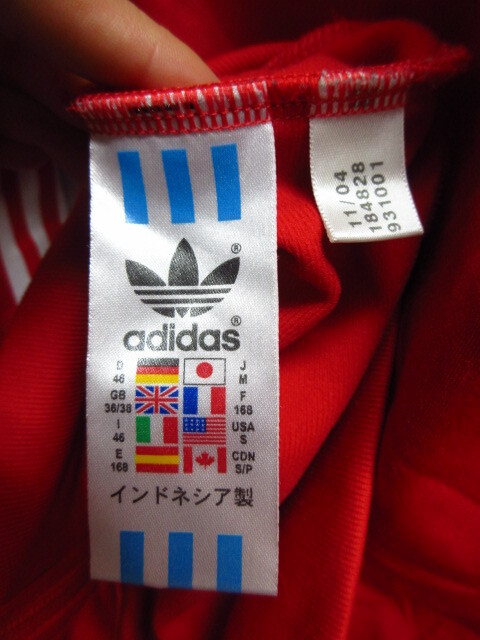 ®
adidas®
D 46 J M
GB 36/38 F 168
I 46 USA S
E 168 CDN S/P
インドネシア製
11/04
184828
931001